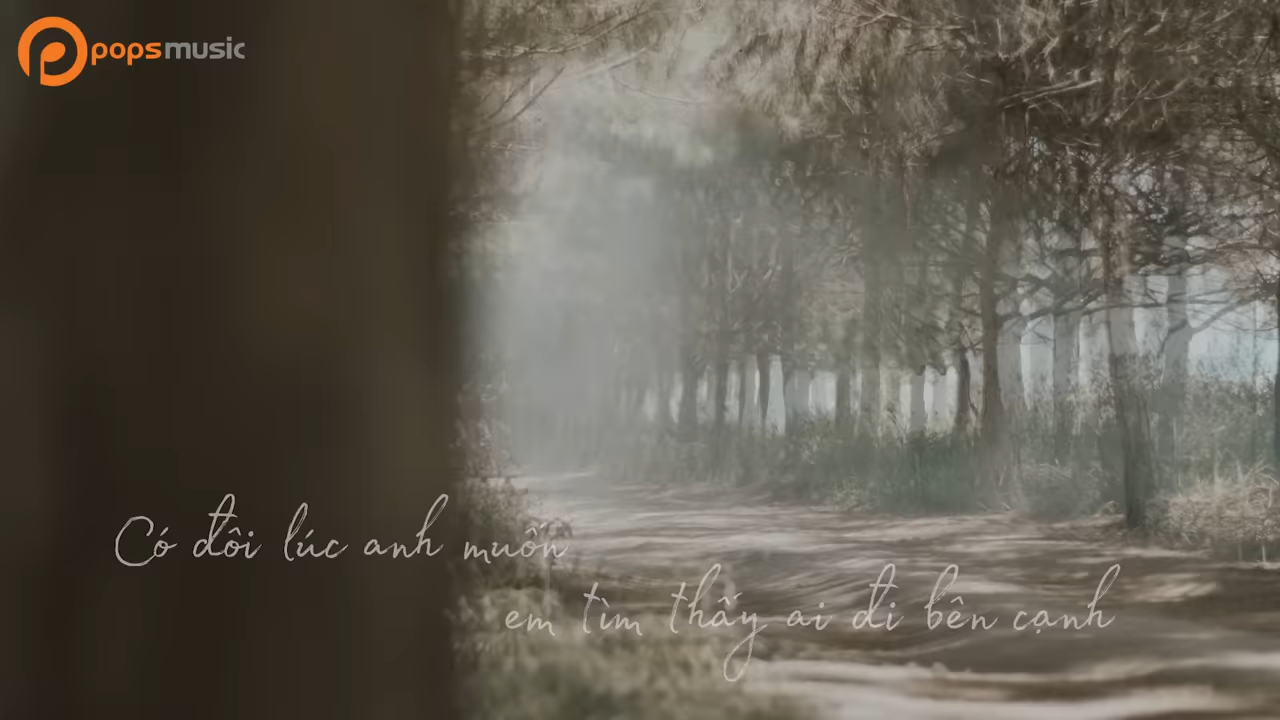 popsmusic
Có đôi lúc anh muốn
em tìm thấy ai đi bên cạnh